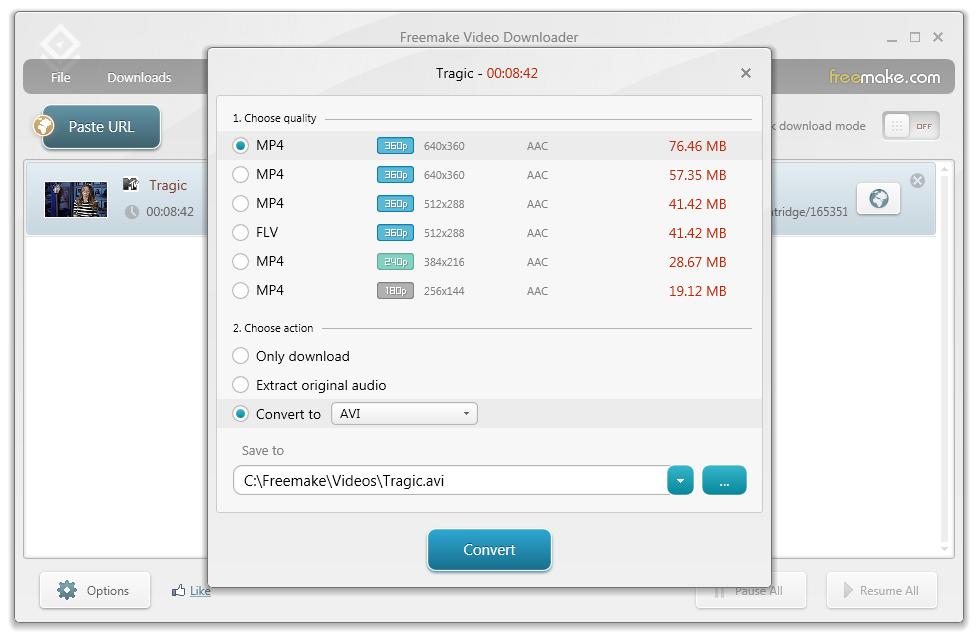 Freemake Video Downloader
File Downloads
freemake.com
Paste URL
download mode
OFF
Tragic
00:08:42
atridge/165351
Tragic - 00:08:42
1. Choose quality
MP4 360p 640x360 AAC 76.46 MB
MP4 360p 640x360 AAC 57.35 MB
MP4 360p 512x288 AAC 41.42 MB
FLV 360p 512x288 AAC 41.42 MB
MP4 240p 384x216 AAC 28.67 MB
MP4 180p 256x144 AAC 19.12 MB
2. Choose action
Only download
Extract original audio
Convert to AVI
Save to
C:\Freemake\Videos\Tragic.avi
...
Convert
Options
Like
Pause All
Resume All